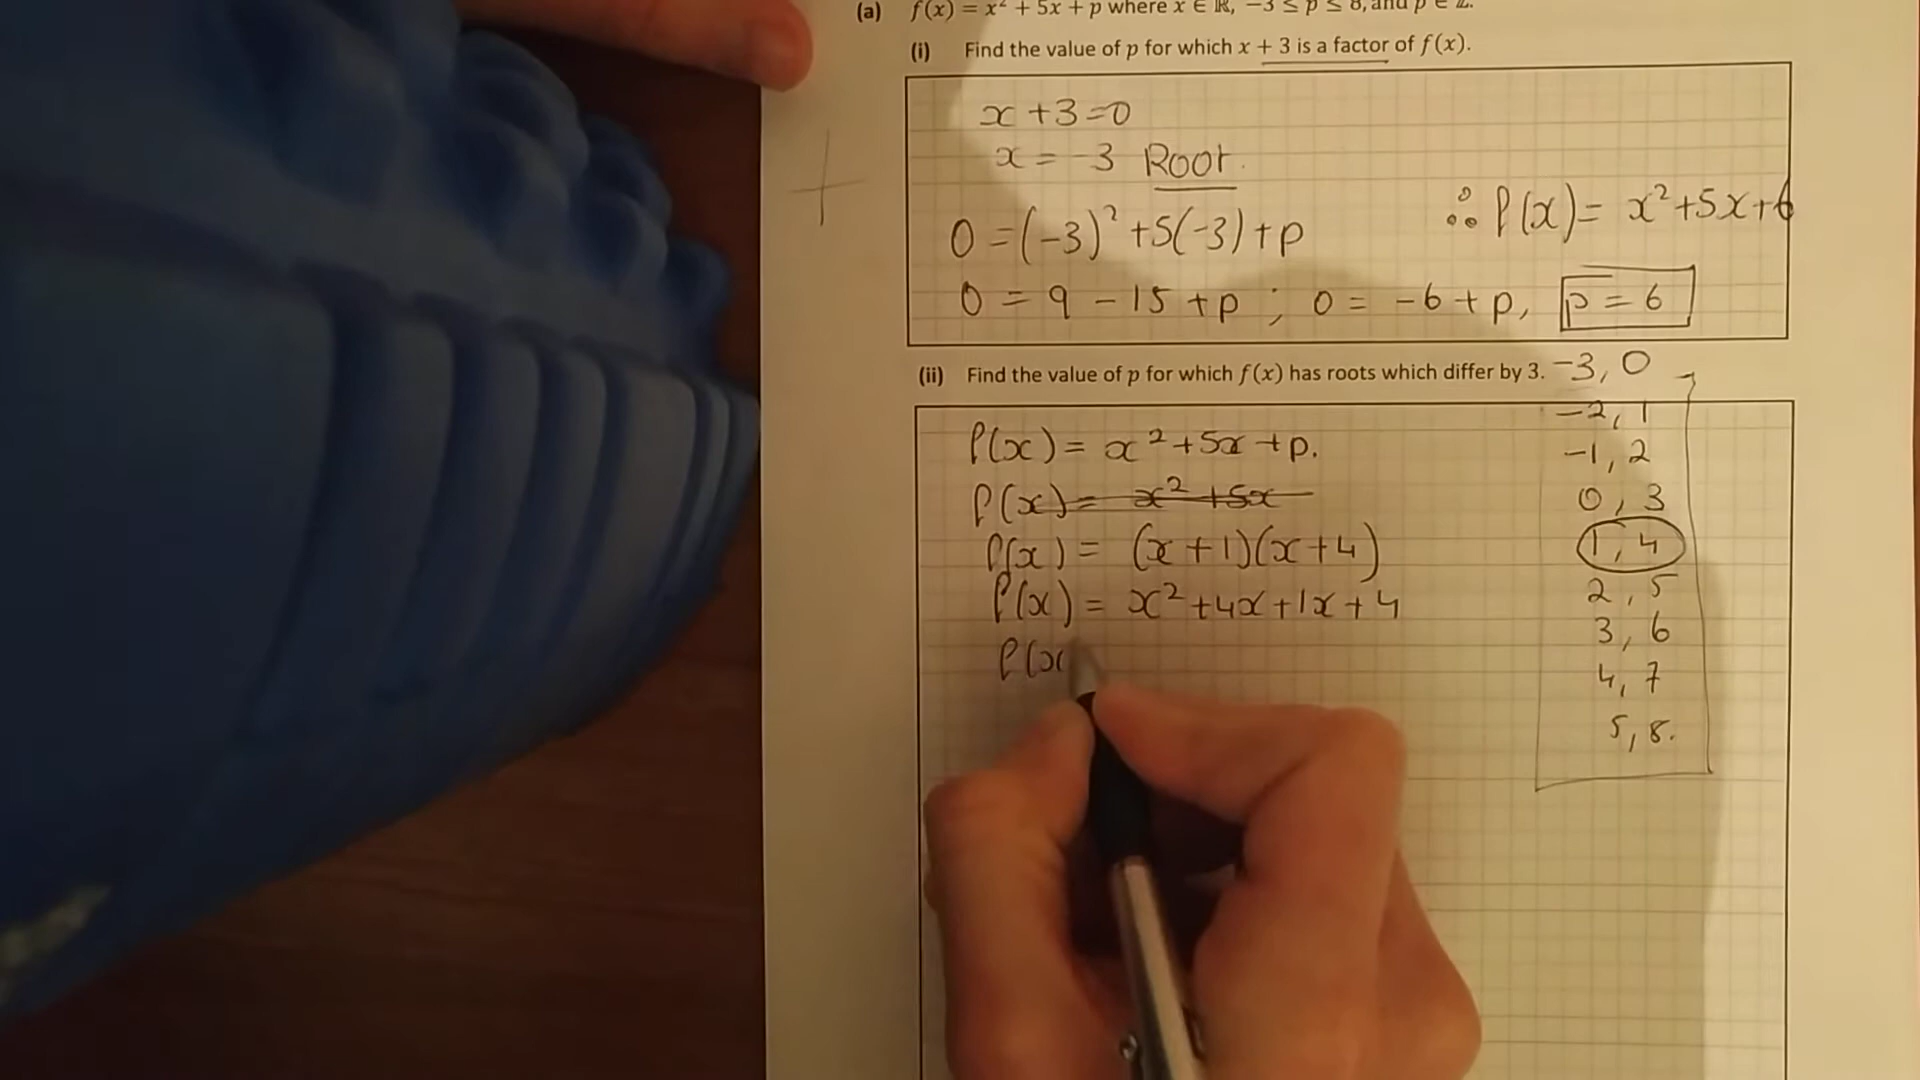 (a) f(x) = x² + 5x + p where x ∈ ℝ, −3 ≤ p ≤ 8, and p ∈ ℤ.
(i) Find the value of p for which x + 3 is a factor of f(x).
x + 3 = 0
x = -3 Root.
0 = (-3)² + 5(-3) + p
∴ f(x) = x² + 5x + 6
0 = 9 - 15 + p ; 0 = -6 + p, p = 6
(ii) Find the value of p for which f(x) has roots which differ by 3.
-3, 0
-2, 1
-1, 2
0, 3
1, 4
2, 5
3, 6
4, 7
5, 8.
f(x) = x² + 5x + p.
f(x) = x² + 5x
f(x) = (x + 1)(x + 4)
f(x) = x² + 4x + 1x + 4
f(x